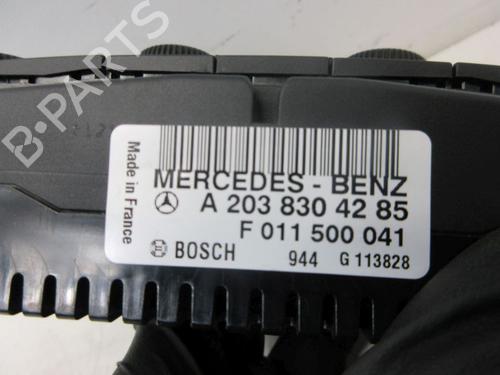 B-PARTS
Made in France
MERCEDES - BENZ
A 203 830 42 85
F 011 500 041
BOSCH 944 G 113828